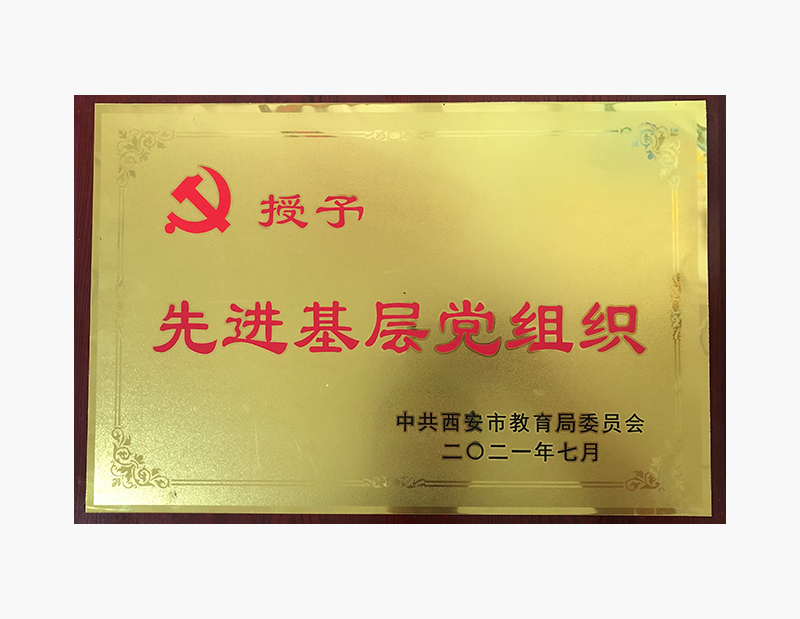 授予
先进基层党组织
中共西安市教育局委员会
二〇二一年七月